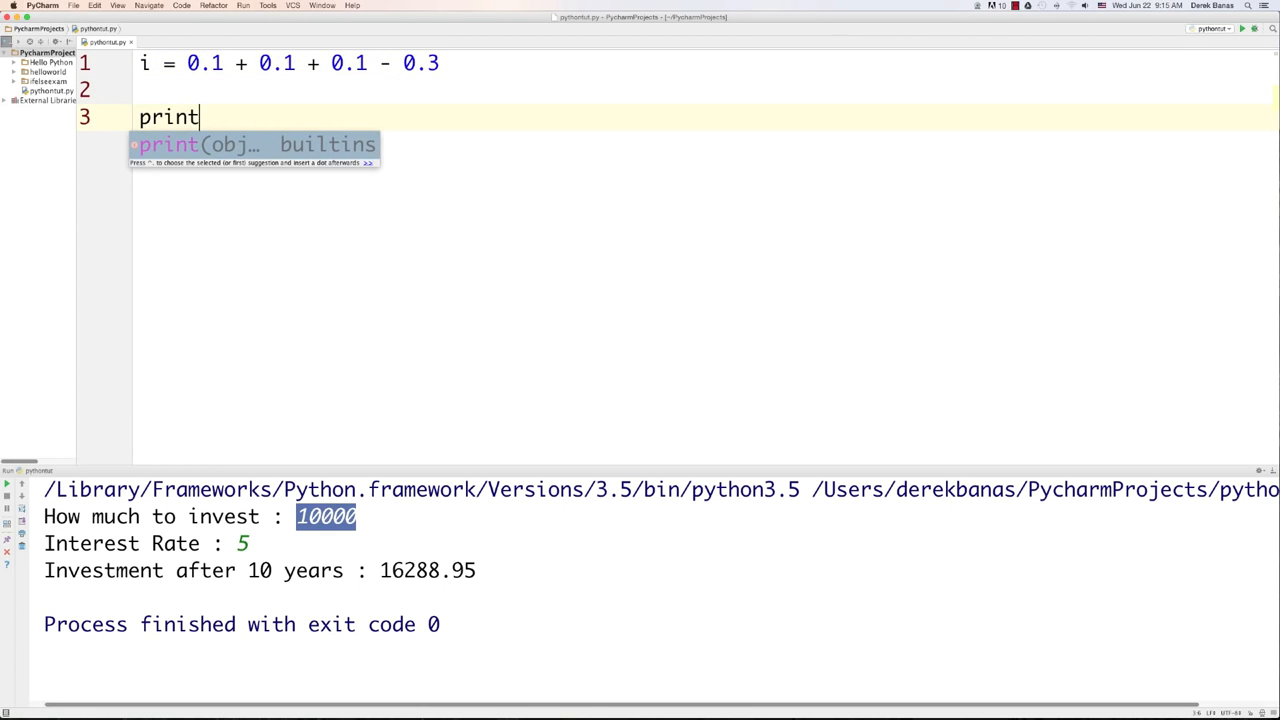 PyCharm File Edit View Navigate Code Refactor Run Tools VCS Window Help 10 Wed Jun 22 9:15 AM Derek Banas
pythontut.py - PycharmProjects - [~/PycharmProjects]
PycharmProjects pythontut.py pythontut
pythontut.py
PycharmProject
Hello Python
helloworld
ifelseexam
pythontut.py
External Librarie
1 i = 0.1 + 0.1 + 0.1 - 0.3
2
3 print
print(obj… builtins
Press ^. to choose the selected (or first) suggestion and insert a dot afterwards >>
Run pythontut
/Library/Frameworks/Python.framework/Versions/3.5/bin/python3.5 /Users/derekbanas/PycharmProjects/pytho
How much to invest : 10000
Interest Rate : 5
Investment after 10 years : 16288.95
Process finished with exit code 0
3:6 LF‡ UTF-8‡